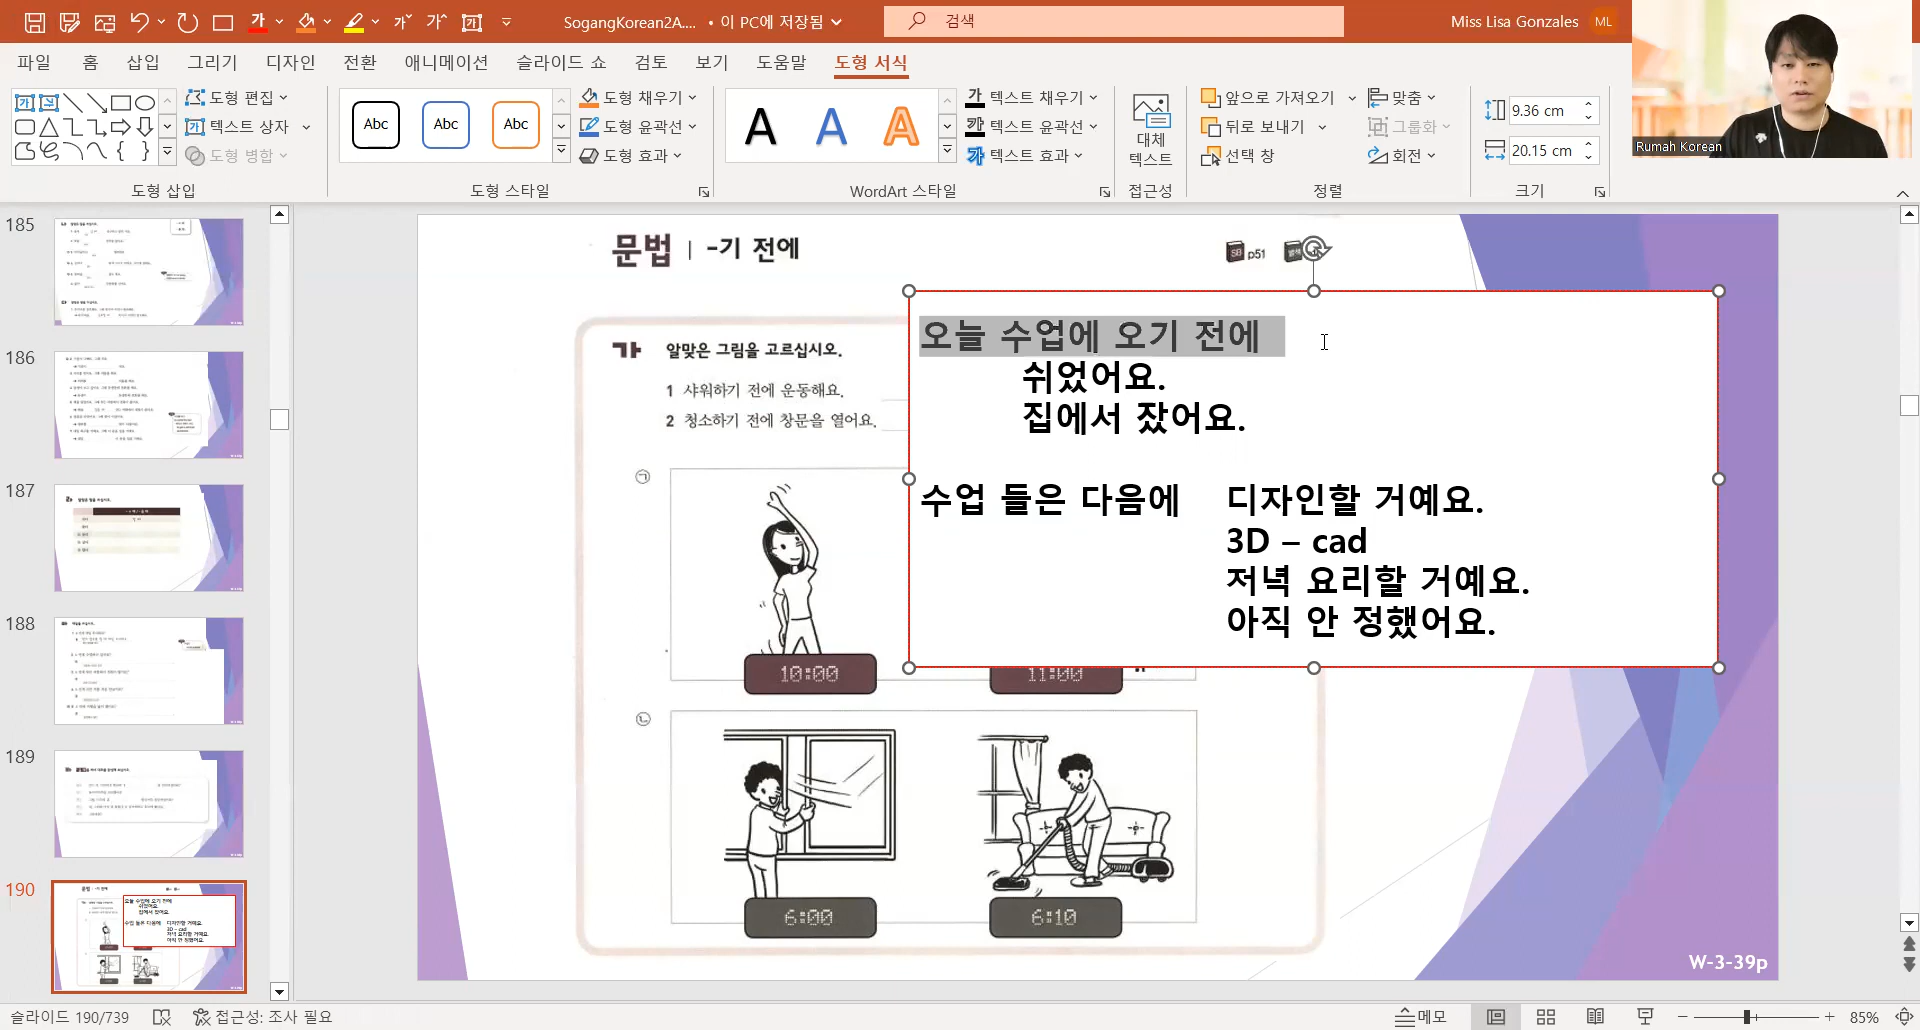 SogangKorean2A.... • 이 PC에 저장됨
검색
Miss Lisa Gonzales
ML
파일 홈 삽입 그리기 디자인 전환 애니메이션 슬라이드 쇼 검토 보기 도움말 도형 서식
도형 편집
텍스트 상자
도형 병합
도형 삽입
Abc Abc Abc
도형 채우기
도형 윤곽선
도형 효과
도형 스타일
A A A
텍스트 채우기
텍스트 윤곽선
텍스트 효과
WordArt 스타일
대체
텍스트
접근성
앞으로 가져오기
뒤로 보내기
선택 창
맞춤
그룹화
회전
정렬
9.36 cm
20.15 cm
크기
Rumah Korean
185
186
187
188
189
190
문법 | -기 전에
SB p51
가 알맞은 그림을 고르십시오.
1 샤워하기 전에 운동해요.
2 청소하기 전에 창문을 열어요.
오늘 수업에 오기 전에
쉬었어요.
집에서 잤어요.
수업 들은 다음에 디자인할 거예요.
3D – cad
저녁 요리할 거예요.
아직 안 정했어요.
㉠
10:00 11:00
㉡
6:00 6:10
W-3-39p
슬라이드 190/739
접근성: 조사 필요
메모
85%